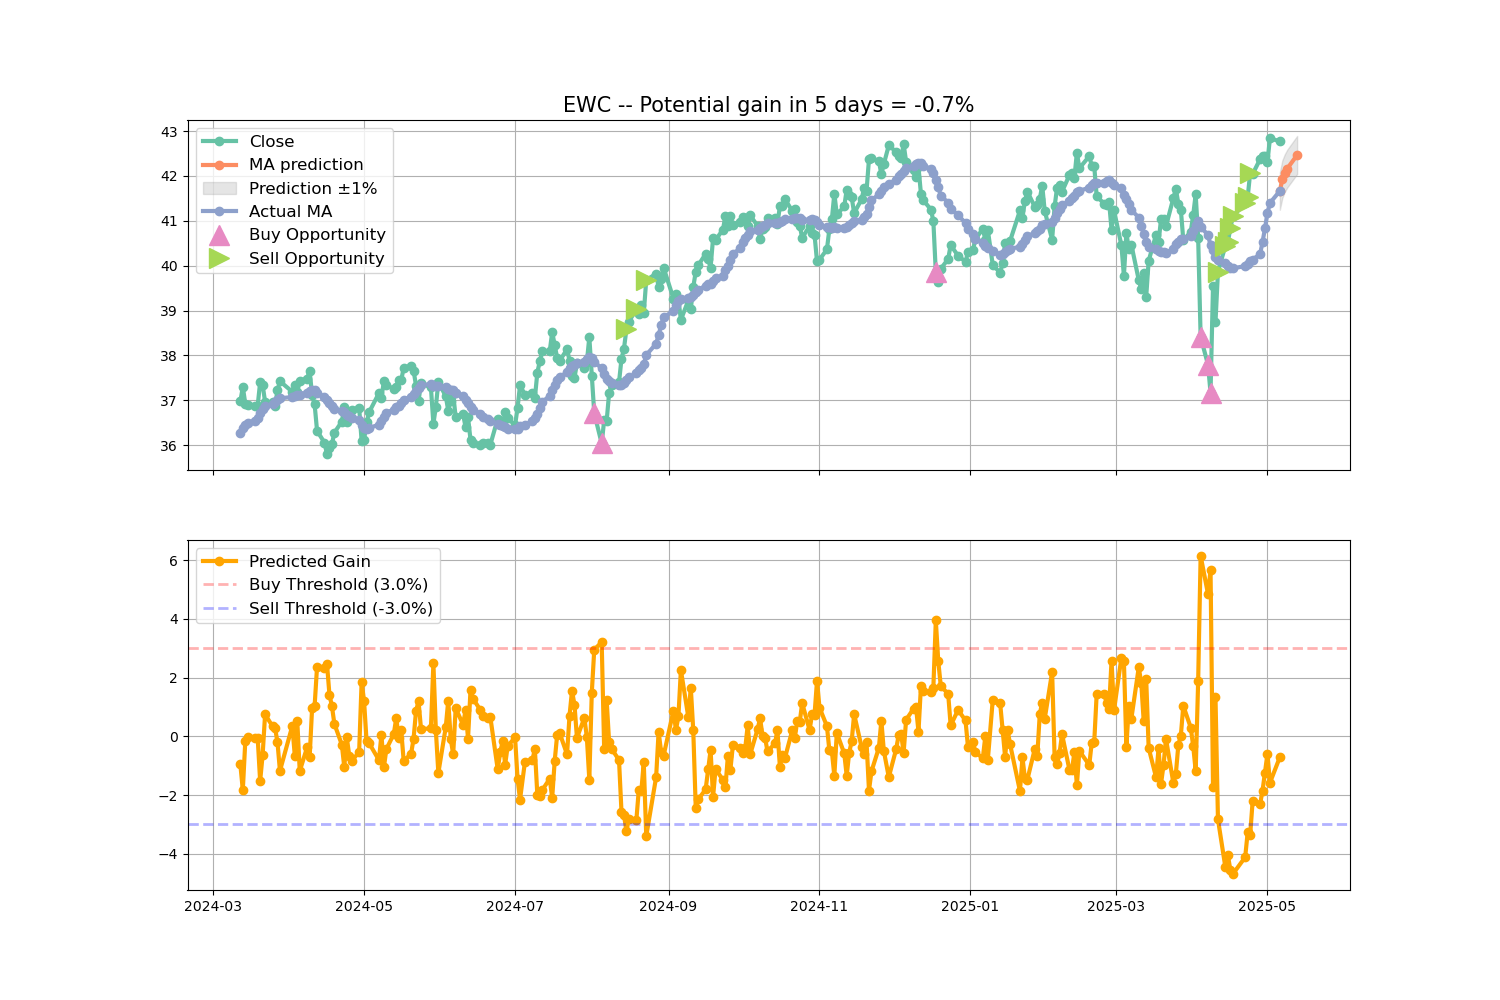 EWC -- Potential gain in 5 days = -0.7%
43
42
41
40
39
38
37
36
Close
MA prediction
Prediction ±1%
Actual MA
Buy Opportunity
Sell Opportunity
6
4
2
0
−2
−4
Predicted Gain
Buy Threshold (3.0%)
Sell Threshold (-3.0%)
2024-03 2024-05 2024-07 2024-09 2024-11 2025-01 2025-03 2025-05